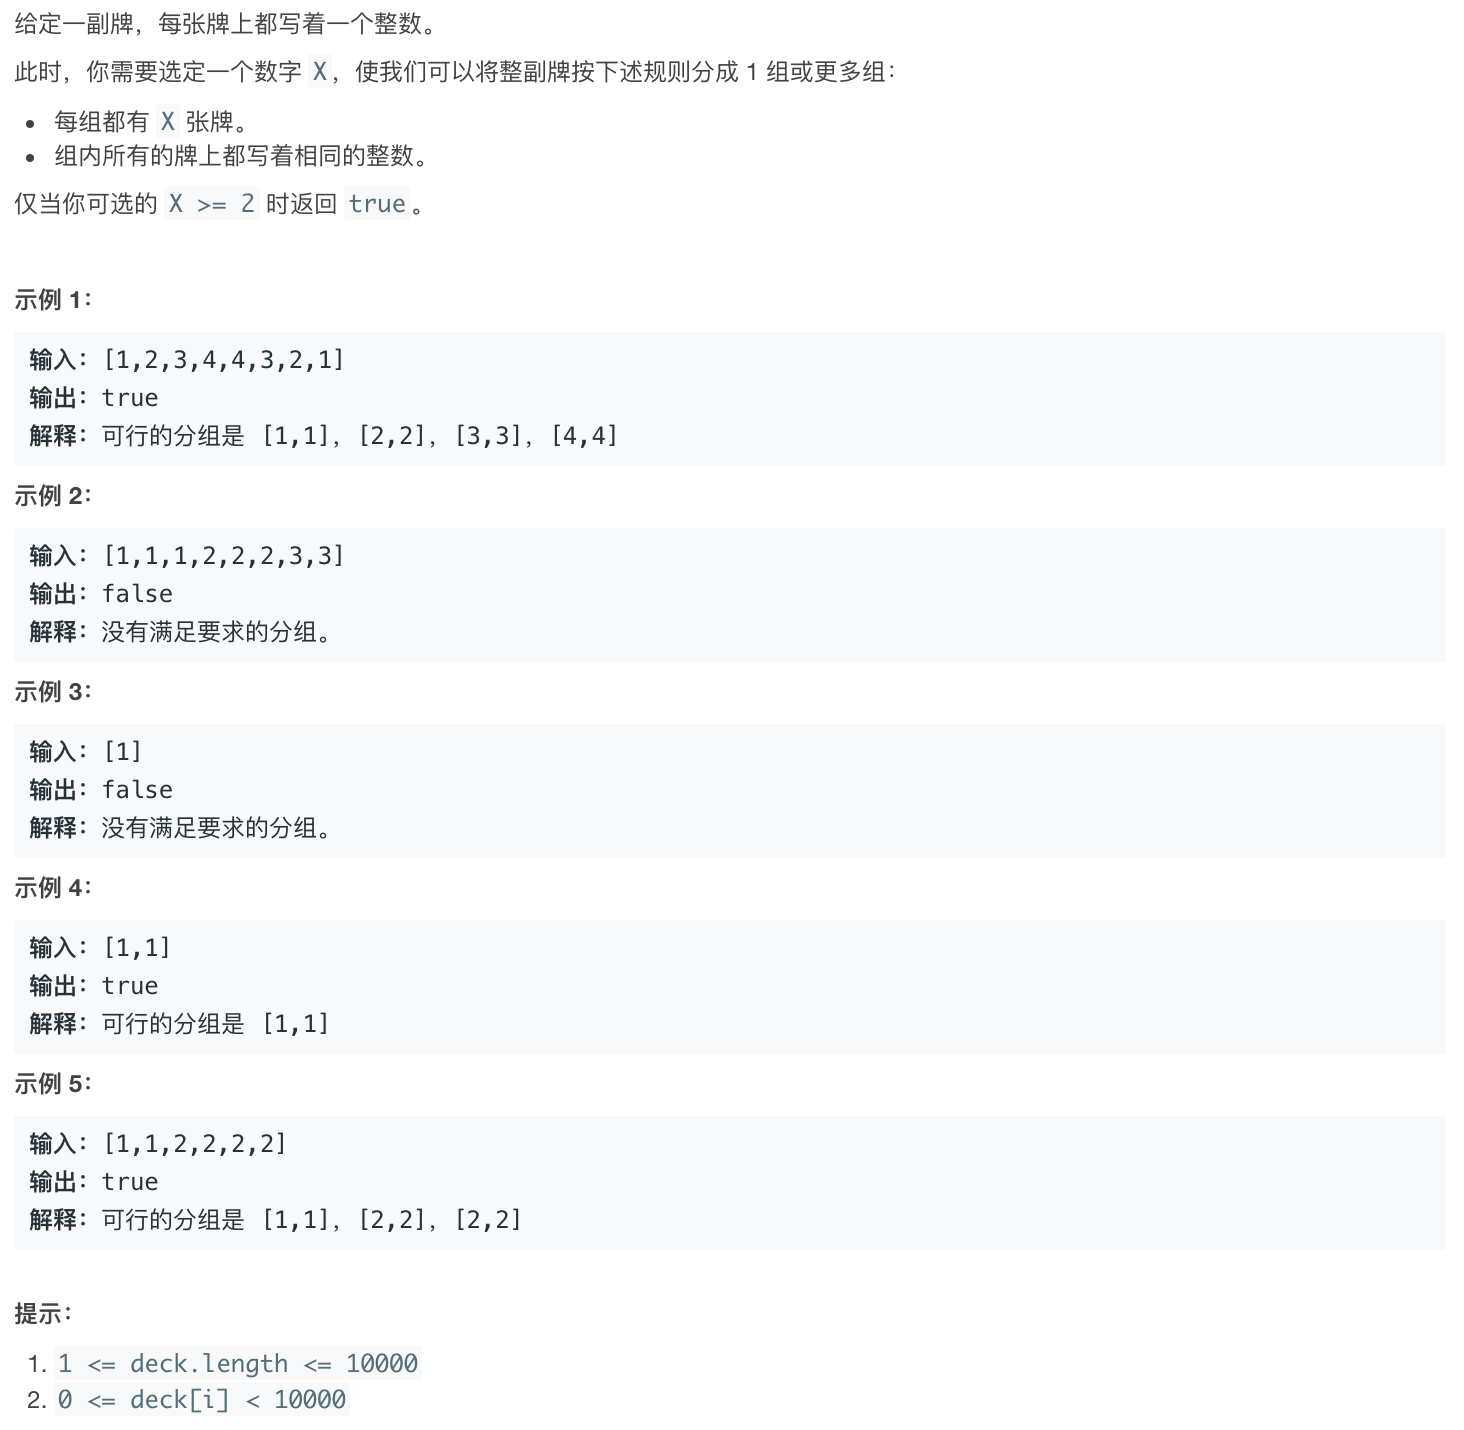 给定一副牌，每张牌上都写着一个整数。
此时，你需要选定一个数字 X，使我们可以将整副牌按下述规则分成 1 组或更多组：
• 每组都有 X 张牌。
• 组内所有的牌上都写着相同的整数。
仅当你可选的 X >= 2 时返回 true。
示例 1：
输入：[1,2,3,4,4,3,2,1]
输出：true
解释：可行的分组是 [1,1]，[2,2]，[3,3]，[4,4]
示例 2：
输入：[1,1,1,2,2,2,3,3]
输出：false
解释：没有满足要求的分组。
示例 3：
输入：[1]
输出：false
解释：没有满足要求的分组。
示例 4：
输入：[1,1]
输出：true
解释：可行的分组是 [1,1]
示例 5：
输入：[1,1,2,2,2,2]
输出：true
解释：可行的分组是 [1,1]，[2,2]，[2,2]
提示：
1. 1 <= deck.length <= 10000
2. 0 <= deck[i] < 10000